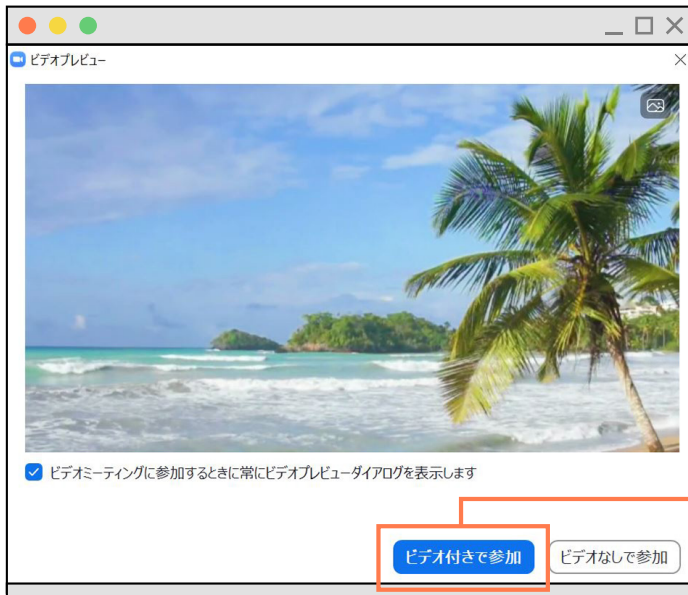 ビデオプレビュー
ビデオミーティングに参加するときに常にビデオプレビューダイアログを表示します
ビデオ付きで参加
ビデオなしで参加